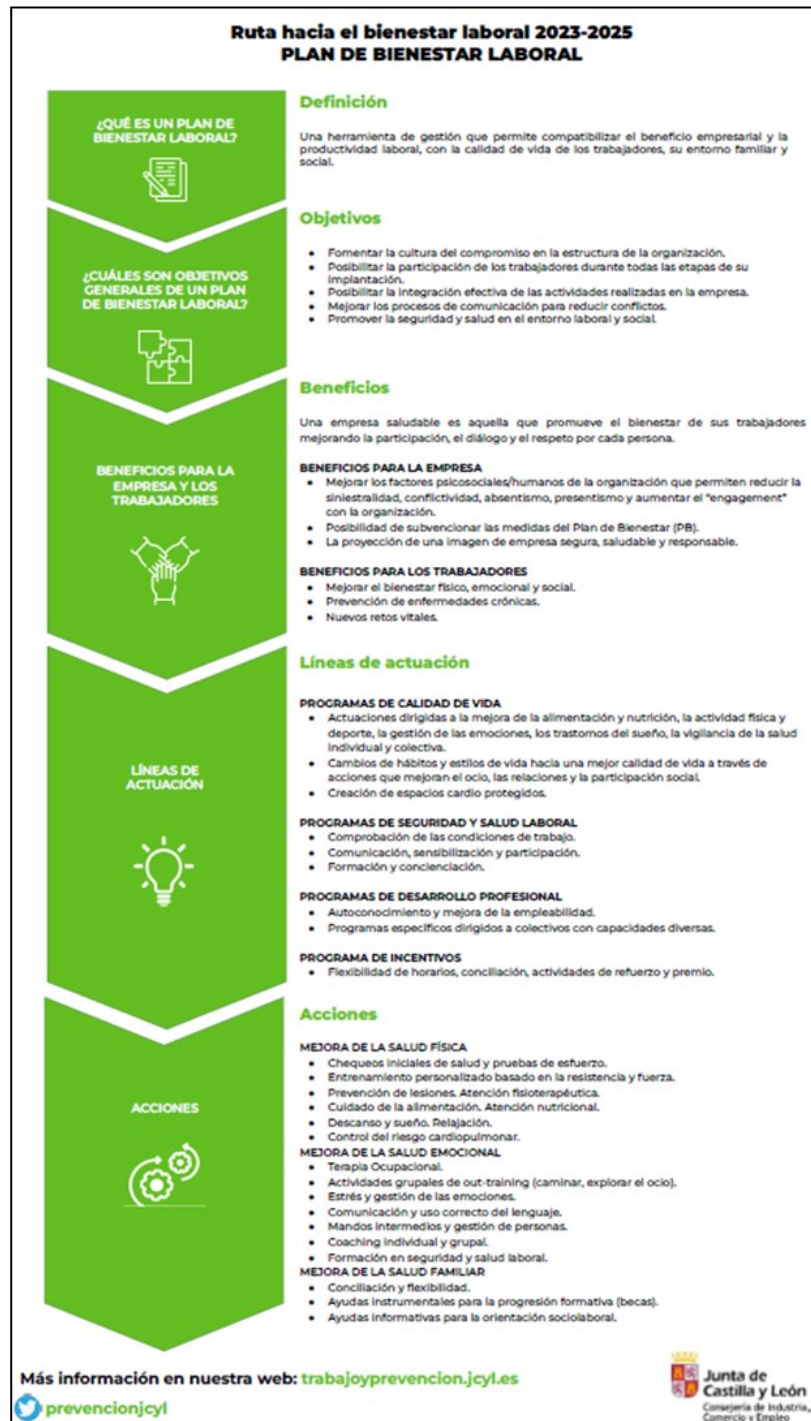 Ruta hacia el bienestar laboral 2023-2025
PLAN DE BIENESTAR LABORAL
¿QUÉ ES UN PLAN DE
BIENESTAR LABORAL?
Definición
Una herramienta de gestión que permite compatibilizar el beneficio empresarial y la
productividad laboral, con la calidad de vida de los trabajadores, su entorno familiar y
social.
¿CUÁLES SON OBJETIVOS
GENERALES DE UN PLAN
DE BIENESTAR LABORAL?
Objetivos
• Fomentar la cultura del compromiso en la estructura de la organización.
• Posibilitar la participación de los trabajadores durante todas las etapas de su
implantación.
• Posibilitar la integración efectiva de las actividades realizadas en la empresa.
• Mejorar los procesos de comunicación para reducir conflictos.
• Promover la seguridad y salud en el entorno laboral y social.
BENEFICIOS PARA LA
EMPRESA Y LOS
TRABAJADORES
Beneficios
Una empresa saludable es aquella que promueve el bienestar de sus trabajadores
mejorando la participación, el diálogo y el respeto por cada persona.
BENEFICIOS PARA LA EMPRESA
• Mejorar los factores psicosociales/humanos de la organización que permiten reducir la
siniestralidad, conflictividad, absentismo, presentismo y aumentar el "engagement"
con la organización.
• Posibilidad de subvencionar las medidas del Plan de Bienestar (PB).
• La proyección de una imagen de empresa segura, saludable y responsable.
BENEFICIOS PARA LOS TRABAJADORES
• Mejorar el bienestar físico, emocional y social.
• Prevención de enfermedades crónicas.
• Nuevos retos vitales.
LÍNEAS DE
ACTUACIÓN
Líneas de actuación
PROGRAMAS DE CALIDAD DE VIDA
• Actuaciones dirigidas a la mejora de la alimentación y nutrición, la actividad física y
deporte, la gestión de las emociones, los trastornos del sueño, la vigilancia de la salud
individual y colectiva.
• Cambios de hábitos y estilos de vida hacia una mejor calidad de vida a través de
acciones que mejoran el ocio, las relaciones y la participación social.
• Creación de espacios cardio protegidos.
PROGRAMAS DE SEGURIDAD Y SALUD LABORAL
• Comprobación de las condiciones de trabajo.
• Comunicación, sensibilización y participación.
• Formación y concienciación.
PROGRAMAS DE DESARROLLO PROFESIONAL
• Autoconocimiento y mejora de la empleabilidad.
• Programas específicos dirigidos a colectivos con capacidades diversas.
PROGRAMA DE INCENTIVOS
• Flexibilidad de horarios, conciliación, actividades de refuerzo y premio.
ACCIONES
Acciones
MEJORA DE LA SALUD FÍSICA
• Chequeos iniciales de salud y pruebas de esfuerzo.
• Entrenamiento personalizado basado en la resistencia y fuerza.
• Prevención de lesiones. Atención fisioterapéutica.
• Cuidado de la alimentación. Atención nutricional.
• Descanso y sueño. Relajación.
• Control del riesgo cardiopulmonar.
MEJORA DE LA SALUD EMOCIONAL
• Terapia Ocupacional.
• Actividades grupales de out-training (caminar, explorar el ocio).
• Estrés y gestión de las emociones.
• Comunicación y uso correcto del lenguaje.
• Mandos intermedios y gestión de personas.
• Coaching individual y grupal.
• Formación en seguridad y salud laboral.
MEJORA DE LA SALUD FAMILIAR
• Conciliación y flexibilidad.
• Ayudas instrumentales para la progresión formativa (becas).
• Ayudas informativas para la orientación sociolaboral.
Más información en nuestra web: trabajoyprevencion.jcyl.es
prevencionjcyl
Junta de
Castilla y León
Consejería de Industria,
Comercio y Empleo